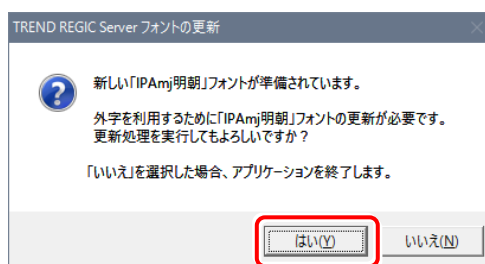 TREND REGIC Server フォントの更新
新しい「IPAmj明朝」フォントが準備されています。
外字を利用するために「IPAmj明朝」フォントの更新が必要です。
更新処理を実行してもよろしいですか？
「いいえ」を選択した場合、アプリケーションを終了します。
はい(Y) いいえ(N)